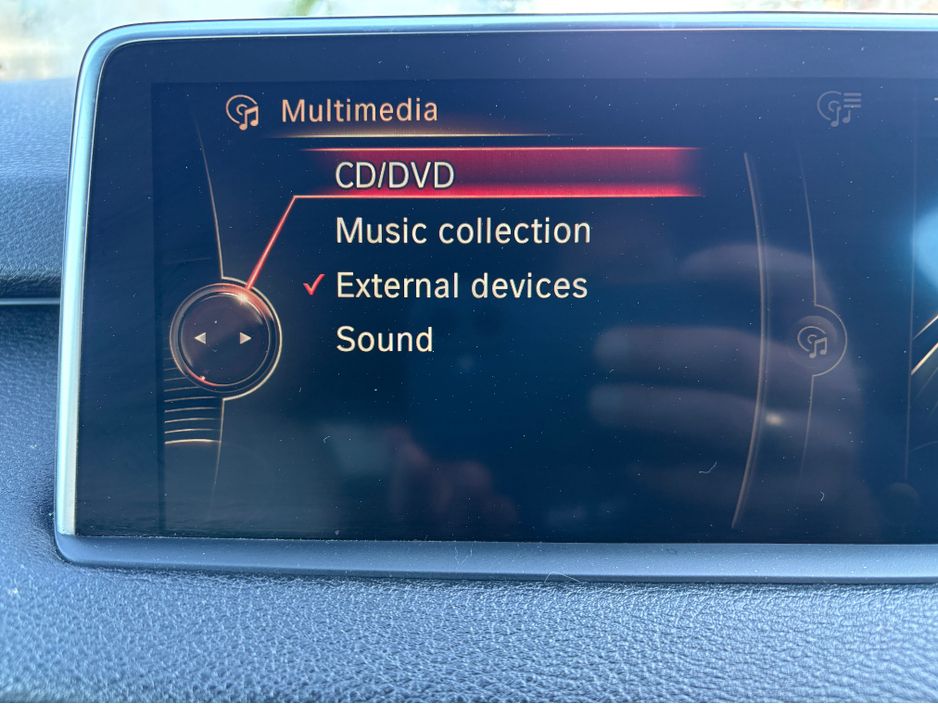 Multimedia
CD/DVD
Music collection
External devices
Sound